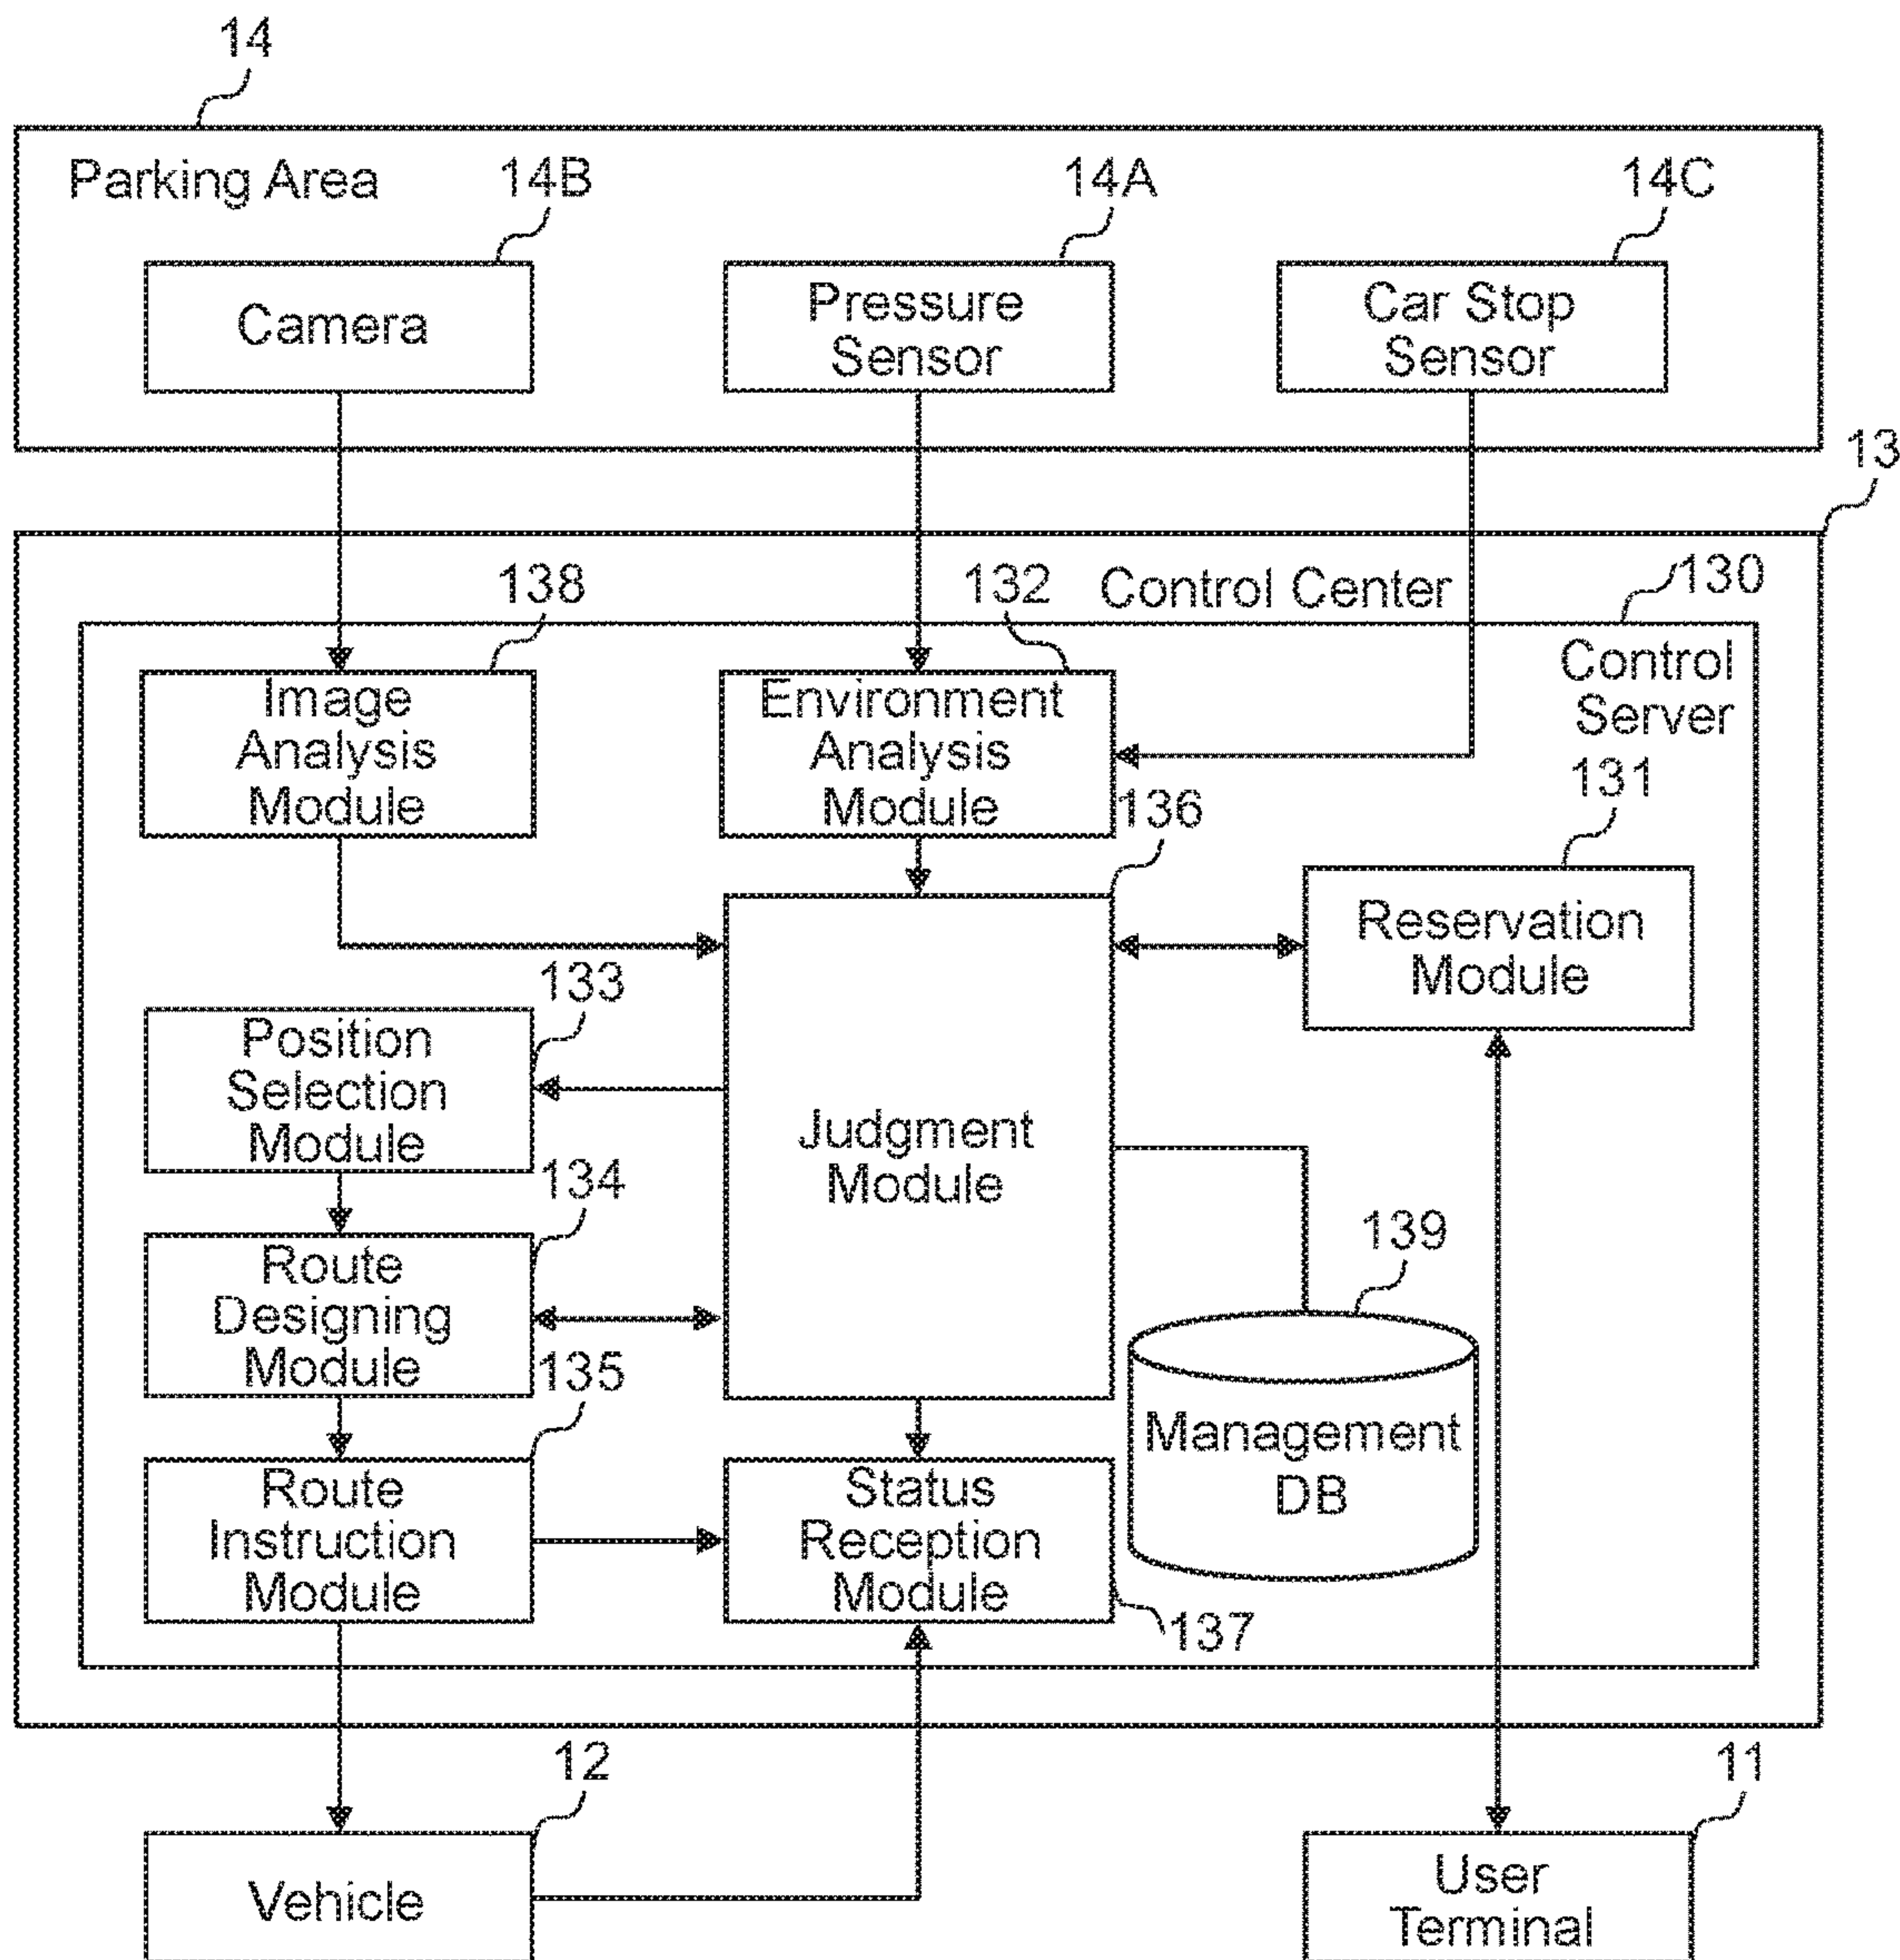 14
Parking Area
14B
14A
14C
Camera
Pressure
Sensor
Car Stop
Sensor
13
Control Center
130
138
132
Control
Server
Image
Analysis
Module
Environment
Analysis
Module
136
131
Reservation
Module
133
Position
Selection
Module
Judgment
Module
134
Route
Designing
Module
139
135
Management
DB
Route
Instruction
Module
Status
Reception
Module
137
12
11
Vehicle
User
Terminal